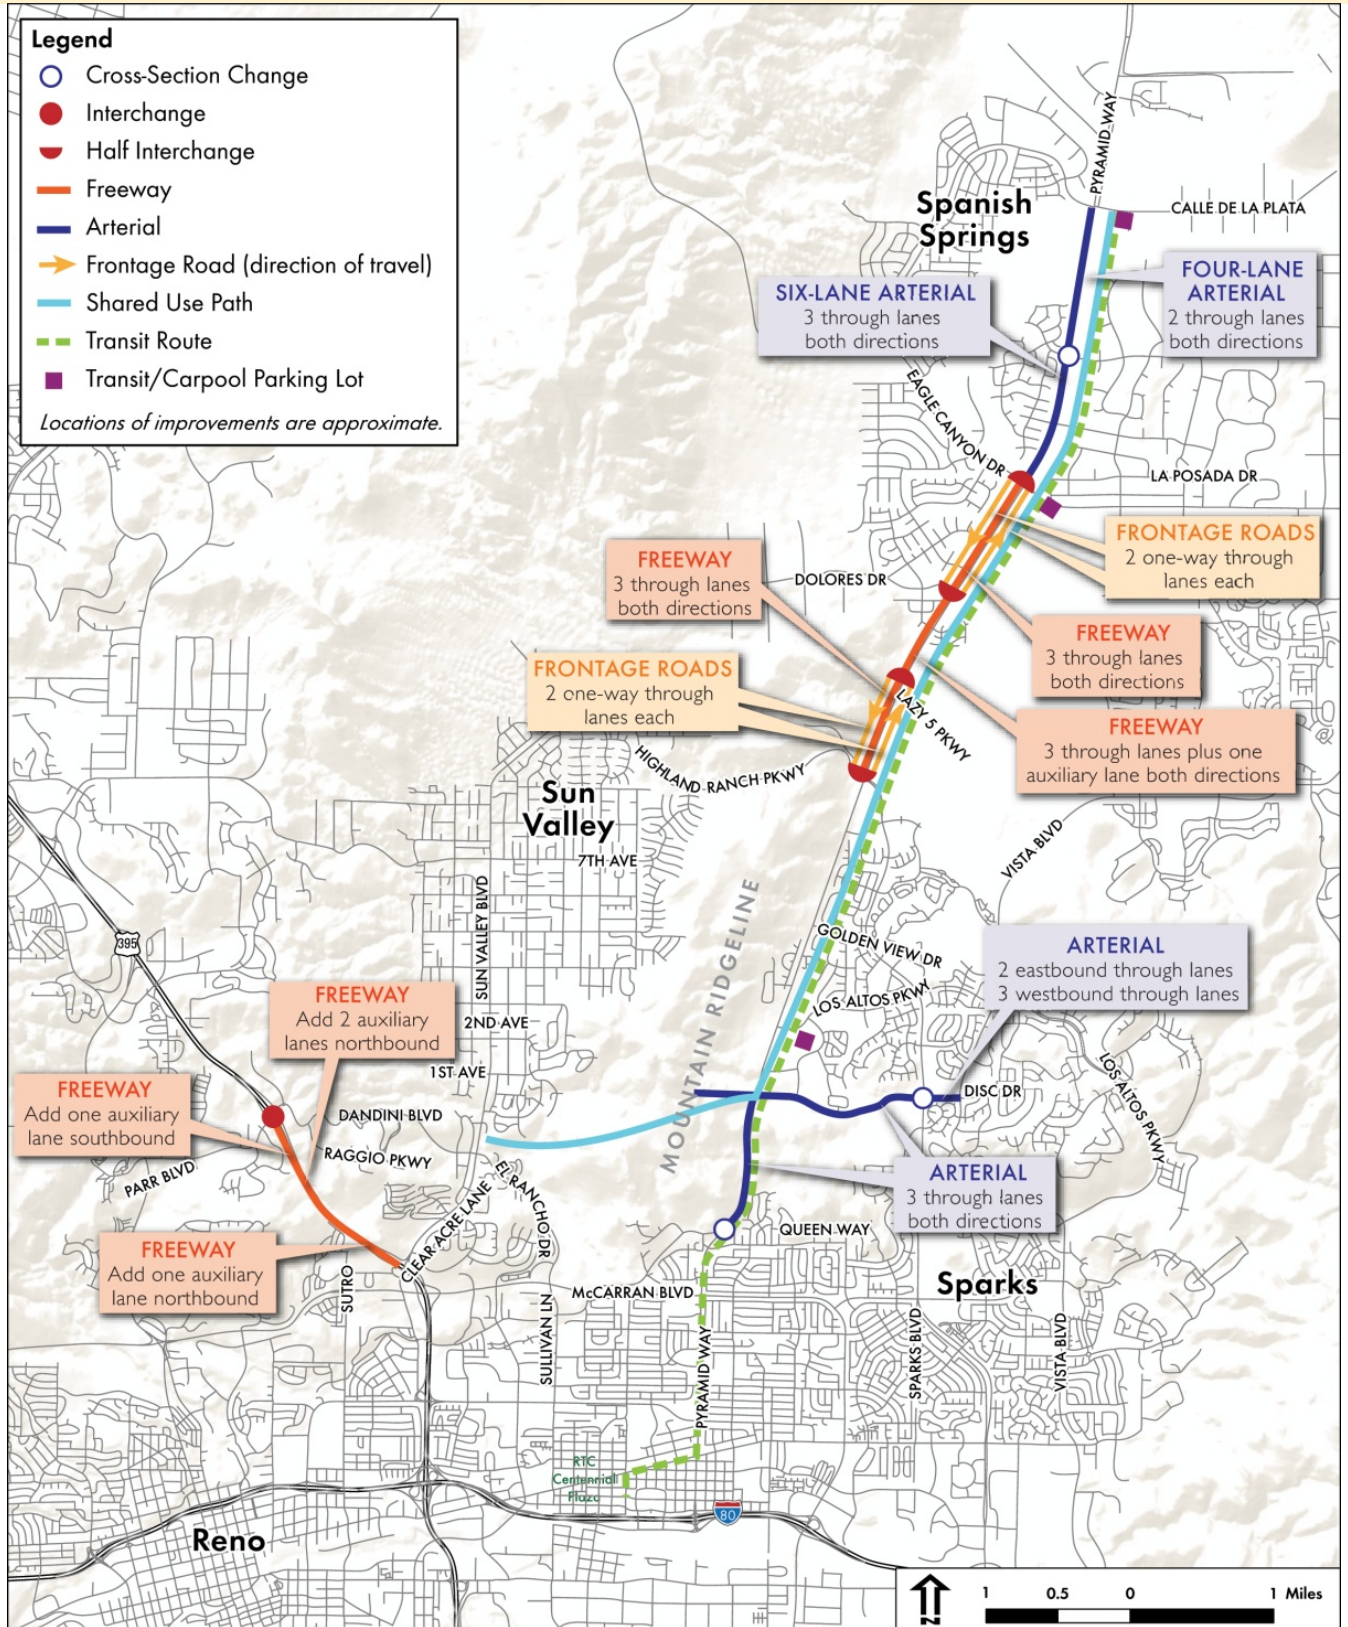 Legend
Cross-Section Change
Interchange
Half Interchange
Freeway
Arterial
Frontage Road (direction of travel)
Shared Use Path
Transit Route
Transit/Carpool Parking Lot
Locations of improvements are approximate.
PYRAMID WAY
Spanish
Springs
CALLE DE LA PLATA
SIX-LANE ARTERIAL
3 through lanes
both directions
FOUR-LANE
ARTERIAL
2 through lanes
both directions
EAGLE CANYON DR
LA POSADA DR
FRONTAGE ROADS
2 one-way through
lanes each
FREEWAY
3 through lanes
both directions
DOLORES DR
FREEWAY
3 through lanes
both directions
FRONTAGE ROADS
2 one-way through
lanes each
LAZY 5 PKWY
FREEWAY
3 through lanes plus one
auxiliary lane both directions
HIGHLAND RANCH PKWY
Sun
Valley
7TH AVE
VISTA BLVD
SUN VALLEY BLVD
MOUNTAIN RIDGELINE
GOLDEN VIEW DR
395
ARTERIAL
2 eastbound through lanes
3 westbound through lanes
FREEWAY
Add 2 auxiliary
lanes northbound
LOS ALTOS PKWY
2ND AVE
1ST AVE
LOS ALTOS PKWY
FREEWAY
Add one auxiliary
lane southbound
DISC DR
DANDINI BLVD
RAGGIO PKWY
PARR BLVD
EL RANCHO DR
ARTERIAL
3 through lanes
both directions
CLEAR ACRE LANE
QUEEN WAY
FREEWAY
Add one auxiliary
lane northbound
SUTRO
McCARRAN BLVD
Sparks
SULLIVAN LN
PYRAMID WAY
SPARKS BLVD
VISTA BLVD
RTC
Centennial
Plaza
80
Reno
N
1 0.5 0 1 Miles